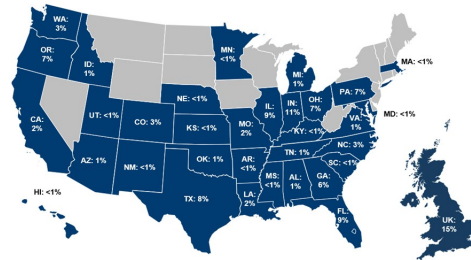 WA:
3%
OR:
7%
ID:
1%
MN:
<1%
MI:
1%
MA: <1%
PA: 7%
NE: <1%
IL:
9%
IN:
11%
OH:
7%
MD: <1%
CA:
2%
UT: <1%
CO: 3%
KS: <1%
MO:
2%
KY: <1%
VA:
1%
NC: 3%
TN: 1%
SC: <1%
AZ: 1%
NM: <1%
OK: 1%
AR:
<1%
MS:
<1%
AL:
1%
GA:
6%
HI: <1%
TX: 8%
LA:
2%
FL:
9%
UK:
15%